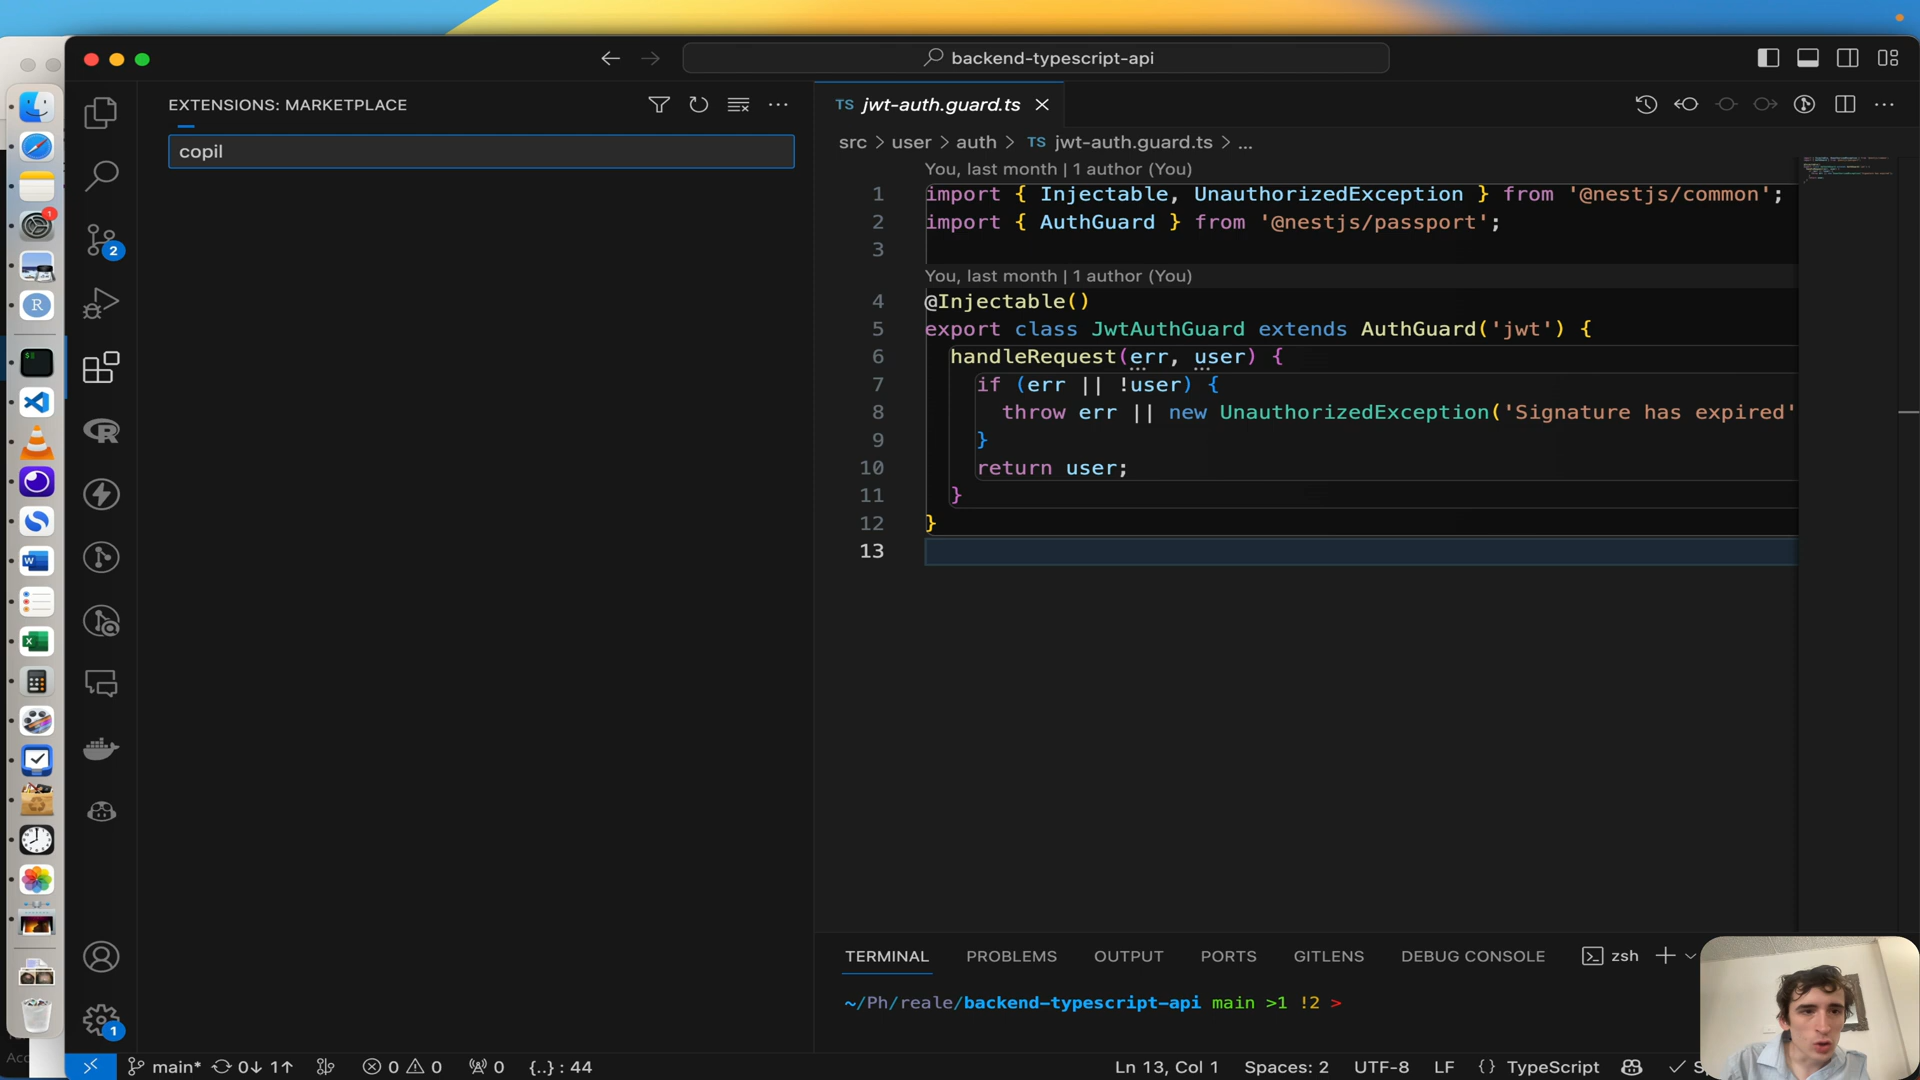 backend-typescript-api
EXTENSIONS: MARKETPLACE
copil
TS jwt-auth.guard.ts
src > user > auth > TS jwt-auth.guard.ts > ...
You, last month | 1 author (You)
1 import { Injectable, UnauthorizedException } from '@nestjs/common';
2 import { AuthGuard } from '@nestjs/passport';
3
You, last month | 1 author (You)
4 @Injectable()
5 export class JwtAuthGuard extends AuthGuard('jwt') {
6 handleRequest(err, user) {
7 if (err || !user) {
8 throw err || new UnauthorizedException('Signature has expired'
9 }
10 return user;
11 }
12 }
13
2
1
1
TERMINAL PROBLEMS OUTPUT PORTS GITLENS DEBUG CONSOLE zsh
~/Ph/reale/backend-typescript-api main >1 !2 >
main* 0↓ 1↑ 0 0 0 {..} : 44
Ln 13, Col 1 Spaces: 2 UTF-8 LF {} TypeScript